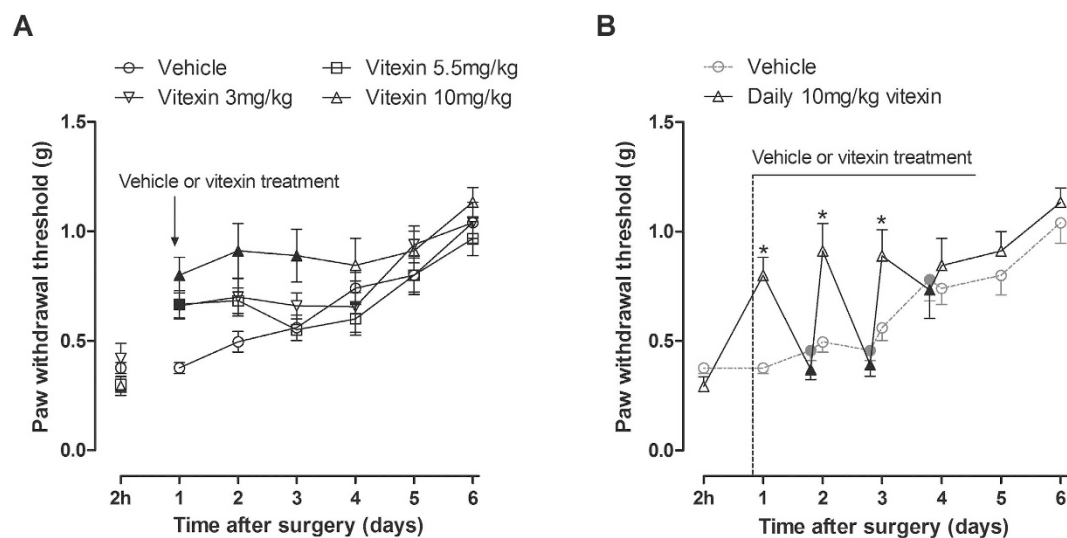 A
Vehicle
Vitexin 5.5mg/kg
Vitexin 3mg/kg
Vitexin 10mg/kg
1.5
1.0
0.5
0.0
Paw withdrawal threshold (g)
Vehicle or vitexin treatment
2h 1 2 3 4 5 6
Time after surgery (days)
B
Vehicle
Daily 10mg/kg vitexin
1.5
1.0
0.5
0.0
Paw withdrawal threshold (g)
Vehicle or vitexin treatment
* * *
2h 1 2 3 4 5 6
Time after surgery (days)